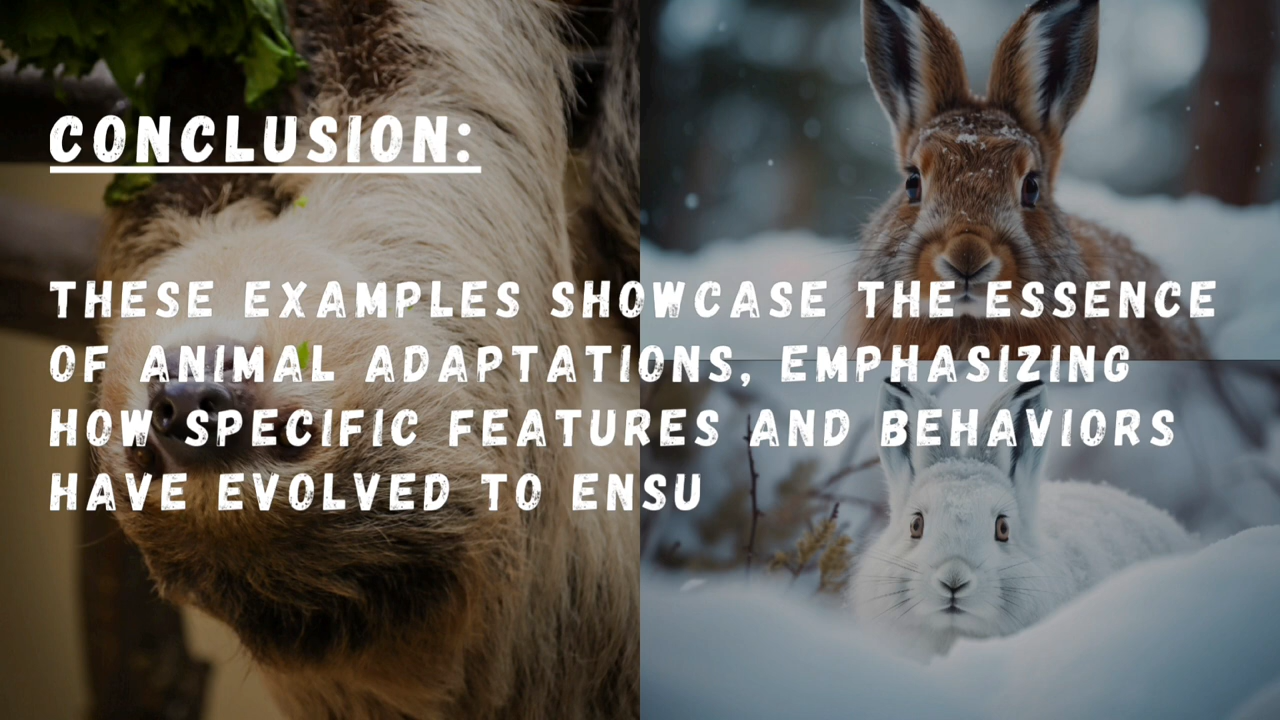 CONCLUSION:
THESE EXAMPLES SHOWCASE THE ESSENCE
OF ANIMAL ADAPTATIONS, EMPHASIZING
HOW SPECIFIC FEATURES AND BEHAVIORS
HAVE EVOLVED TO ENSU